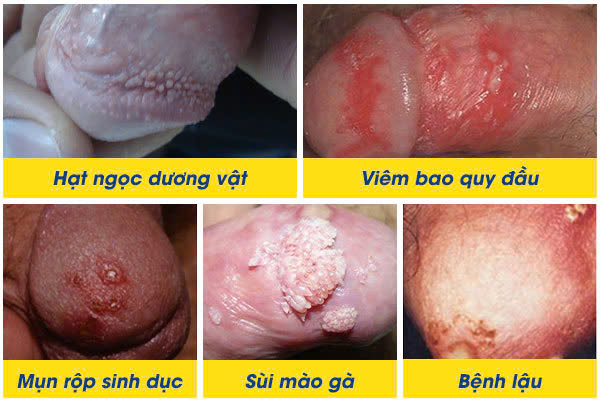 Hạt ngọc dương vật
Viêm bao quy đầu
Mụn rộp sinh dục
Sùi mào gà
Bệnh lậu